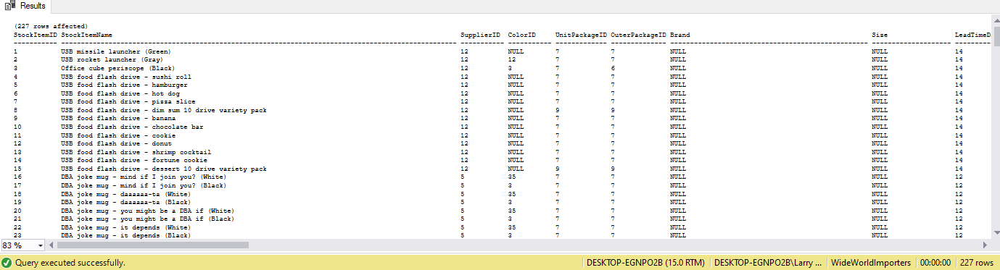 Results
(227 rows affected)
StockItemID StockItemName SupplierID ColorID UnitPackageID OuterPackageID Brand Size LeadTimeD
1 USB missile launcher (Green) 12 NULL 7 7 NULL NULL 14
2 USB rocket launcher (Gray) 12 12 7 7 NULL NULL 14
3 Office cube periscope (Black) 12 3 7 6 NULL NULL 14
4 USB food flash drive - sushi roll 12 NULL 7 7 NULL NULL 14
5 USB food flash drive - hamburger 12 NULL 7 7 NULL NULL 14
6 USB food flash drive - hot dog 12 NULL 7 7 NULL NULL 14
7 USB food flash drive - pizza slice 12 NULL 7 7 NULL NULL 14
8 USB food flash drive - dim sum 10 drive variety pack 12 NULL 9 9 NULL NULL 14
9 USB food flash drive - banana 12 NULL 7 7 NULL NULL 14
10 USB food flash drive - chocolate bar 12 NULL 7 7 NULL NULL 14
11 USB food flash drive - cookie 12 NULL 7 7 NULL NULL 14
12 USB food flash drive - donut 12 NULL 7 7 NULL NULL 14
13 USB food flash drive - shrimp cocktail 12 NULL 7 7 NULL NULL 14
14 USB food flash drive - fortune cookie 12 NULL 7 7 NULL NULL 14
15 USB food flash drive - dessert 10 drive variety pack 12 NULL 9 9 NULL NULL 14
16 DBA joke mug - mind if I join you? (White) 5 35 7 7 NULL NULL 12
17 DBA joke mug - mind if I join you? (Black) 5 3 7 7 NULL NULL 12
18 DBA joke mug - daaaaaa-ta (White) 5 35 7 7 NULL NULL 12
19 DBA joke mug - daaaaaa-ta (Black) 5 3 7 7 NULL NULL 12
20 DBA joke mug - you might be a DBA if (White) 5 35 7 7 NULL NULL 12
21 DBA joke mug - you might be a DBA if (Black) 5 3 7 7 NULL NULL 12
22 DBA joke mug - it depends (White) 5 35 7 7 NULL NULL 12
23 DBA joke mug - it depends (Black) 5 3 7 7 NULL NULL 12
83 %
Query executed successfully. DESKTOP-EGNPO2B (15.0 RTM) DESKTOP-EGNPO2B\Larry ... WideWorldImporters 00:00:00 227 rows